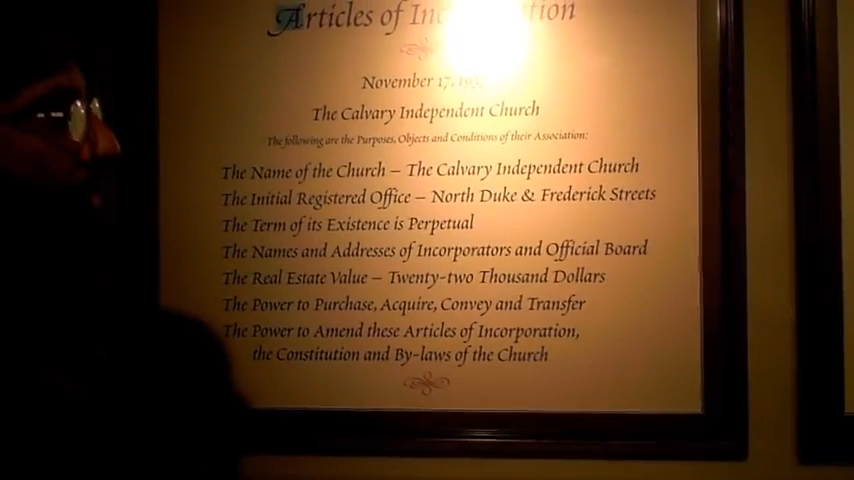 Articles of
November 17,
The Calvary Independent Church
The following are the Purposes, Objects and Conditions of their Association:
The Name of the Church – The Calvary Independent Church
The Initial Registered Office – North Duke & Frederick Streets
The Term of its Existence is Perpetual
The Names and Addresses of Incorporators and Official Board
The Real Estate Value – Twenty-two Thousand Dollars
The Power to Purchase, Acquire, Convey and Transfer
The Power to Amend these Articles of Incorporation,
the Constitution and By-laws of the Church